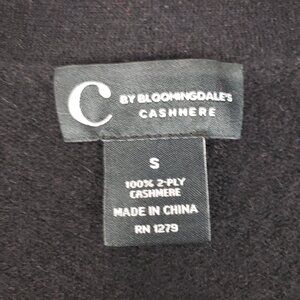 C BY BLOOMINGDALE'S
CASHMERE
S
100% 2-PLY
CASHMERE
MADE IN CHINA
RN 1279